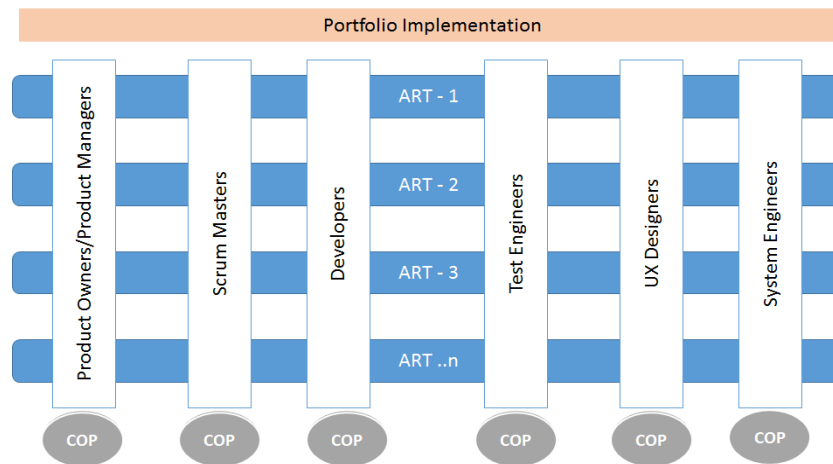 Portfolio Implementation
Product Owners/Product Managers
Scrum Masters
Developers
Test Engineers
UX Designers
System Engineers
ART - 1
ART - 2
ART - 3
ART ..n
COP
COP
COP
COP
COP
COP